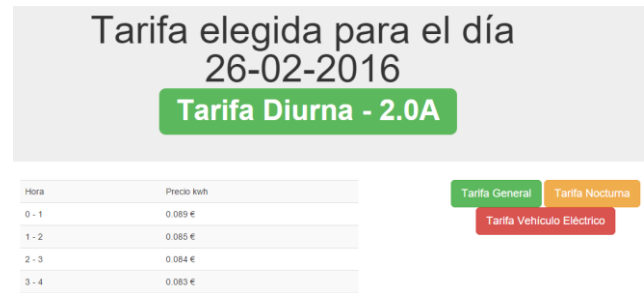 Tarifa elegida para el día
26-02-2016
Tarifa Diurna - 2.0A
Hora Precio kwh
0 - 1 0.089 €
1 - 2 0.085 €
2 - 3 0.084 €
3 - 4 0.083 €
Tarifa General Tarifa Nocturna
Tarifa Vehículo Eléctrico